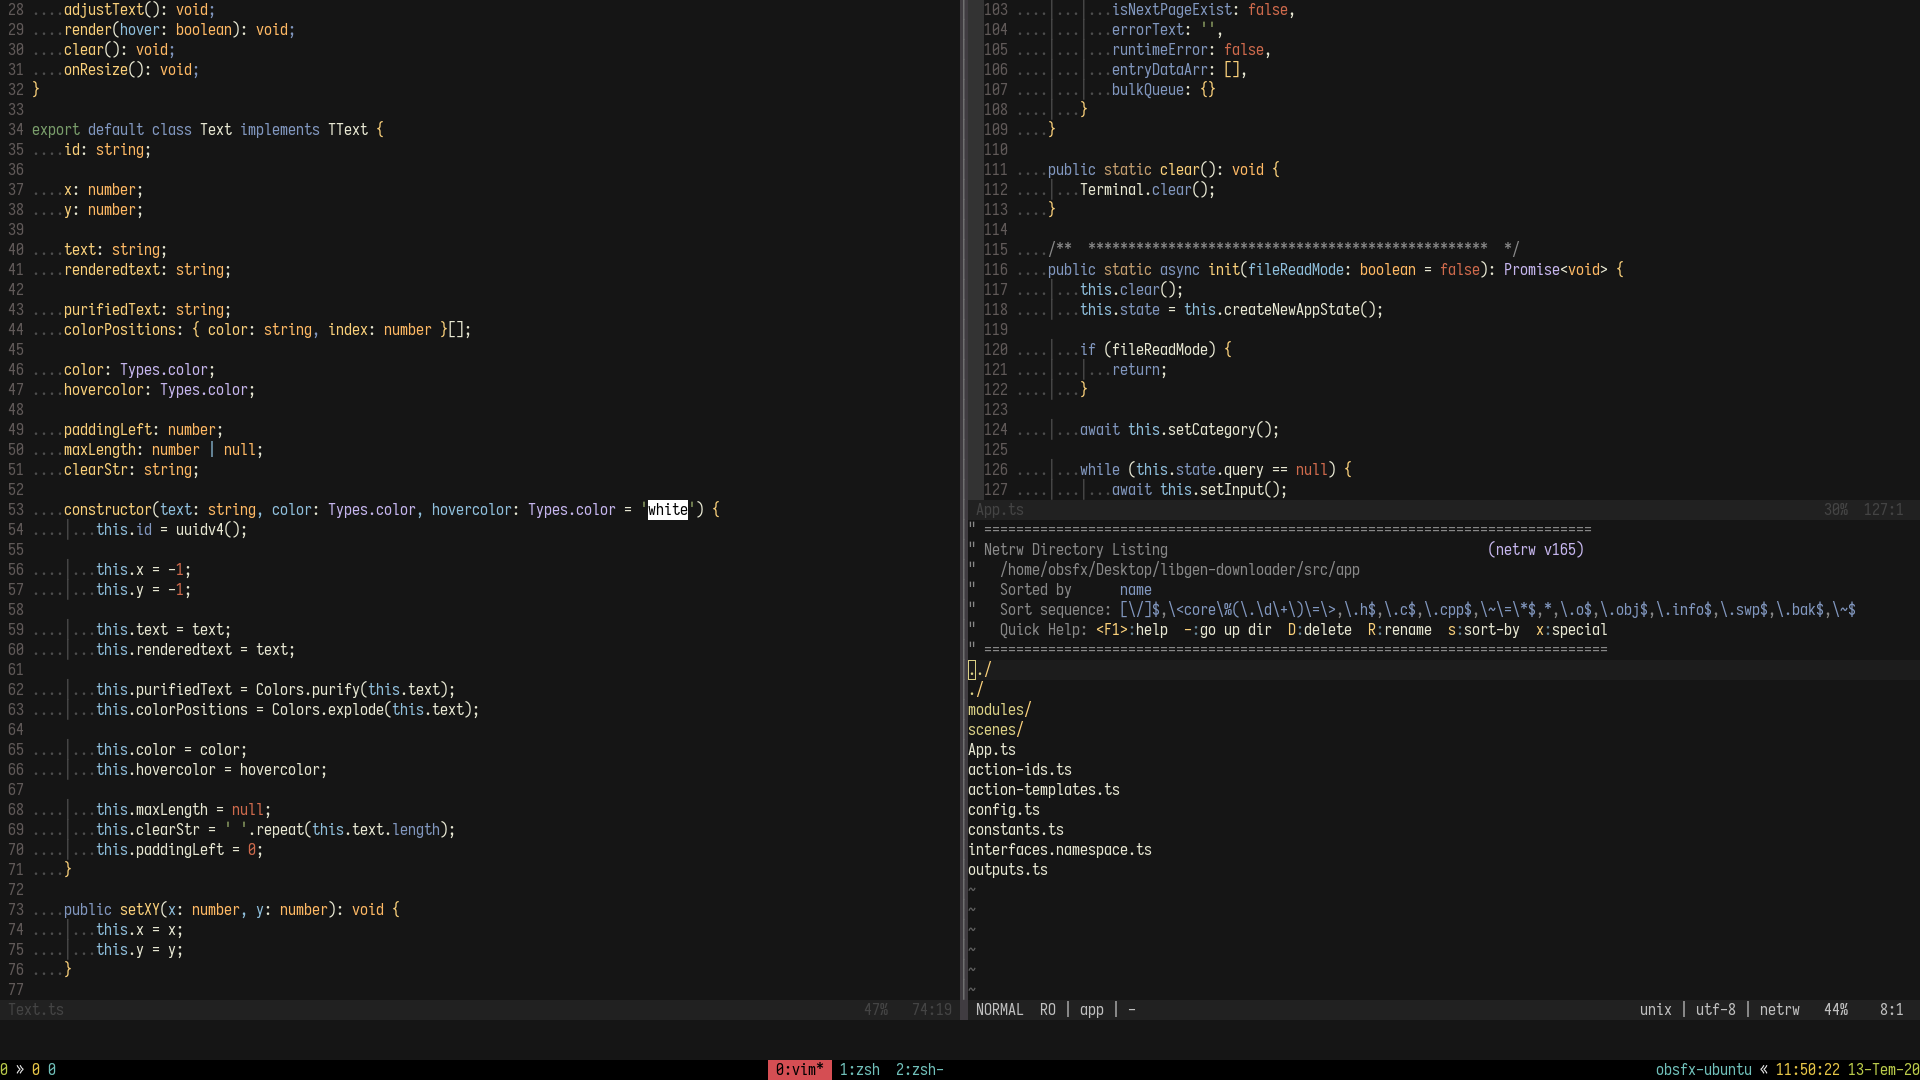 28 ....adjustText(): void;
29 ....render(hover: boolean): void;
30 ....clear(): void;
31 ....onResize(): void;
32 }
33
34 export default class Text implements TText {
35 ....id: string;
36
37 ....x: number;
38 ....y: number;
39
40 ....text: string;
41 ....renderedtext: string;
42
43 ....purifiedText: string;
44 ....colorPositions: { color: string, index: number }[];
45
46 ....color: Types.color;
47 ....hovercolor: Types.color;
48
49 ....paddingLeft: number;
50 ....maxLength: number | null;
51 ....clearStr: string;
52
53 ....constructor(text: string, color: Types.color, hovercolor: Types.color = 'white') {
54 ....|...this.id = uuidv4();
55
56 ....|...this.x = -1;
57 ....|...this.y = -1;
58
59 ....|...this.text = text;
60 ....|...this.renderedtext = text;
61
62 ....|...this.purifiedText = Colors.purify(this.text);
63 ....|...this.colorPositions = Colors.explode(this.text);
64
65 ....|...this.color = color;
66 ....|...this.hovercolor = hovercolor;
67
68 ....|...this.maxLength = null;
69 ....|...this.clearStr = ' '.repeat(this.text.length);
70 ....|...this.paddingLeft = 0;
71 ....}
72
73 ....public setXY(x: number, y: number): void {
74 ....|...this.x = x;
75 ....|...this.y = y;
76 ....}
77
Text.ts 47% 74:19
103 ....|...|...isNextPageExist: false,
104 ....|...|...errorText: '',
105 ....|...|...runtimeError: false,
106 ....|...|...entryDataArr: [],
107 ....|...|...bulkQueue: {}
108 ....|...}
109 ....}
110
111 ....public static clear(): void {
112 ....|...Terminal.clear();
113 ....}
114
115 ..../**  **************************************************  */
116 ....public static async init(fileReadMode: boolean = false): Promise<void> {
117 ....|...this.clear();
118 ....|...this.state = this.createNewAppState();
119
120 ....|...if (fileReadMode) {
121 ....|...|...return;
122 ....|...}
123
124 ....|...await this.setCategory();
125
126 ....|...while (this.state.query == null) {
127 ....|...|...await this.setInput();
App.ts 30% 127:1
" ============================================================================
" Netrw Directory Listing (netrw v165)
"   /home/obsfx/Desktop/libgen-downloader/src/app
"   Sorted by      name
"   Sort sequence: [\/]$,\<core\%(\.\d\+\)\=\>,\.h$,\.c$,\.cpp$,\~\=\*$,*,\.o$,\.obj$,\.info$,\.swp$,\.bak$,\~$
"   Quick Help: <F1>:help  -:go up dir  D:delete  R:rename  s:sort-by  x:special
" ==============================================================================
../
./
modules/
scenes/
App.ts
action-ids.ts
action-templates.ts
config.ts
constants.ts
interfaces.namespace.ts
outputs.ts
~
~
~
~
~
~
NORMAL RO | app | - unix | utf-8 | netrw 44% 8:1
0 » 0 0 0:vim* 1:zsh 2:zsh- obsfx-ubuntu « 11:50:22 13-Tem-20